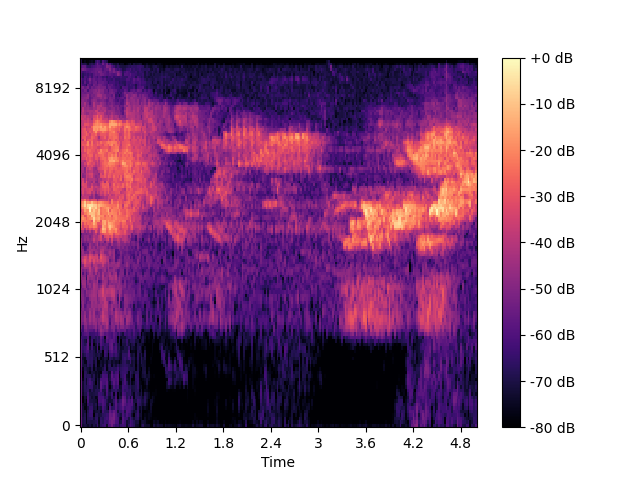 8192
4096
2048
1024
512
0
Hz
0 0.6 1.2 1.8 2.4 3 3.6 4.2 4.8
Time
+0 dB
-10 dB
-20 dB
-30 dB
-40 dB
-50 dB
-60 dB
-70 dB
-80 dB